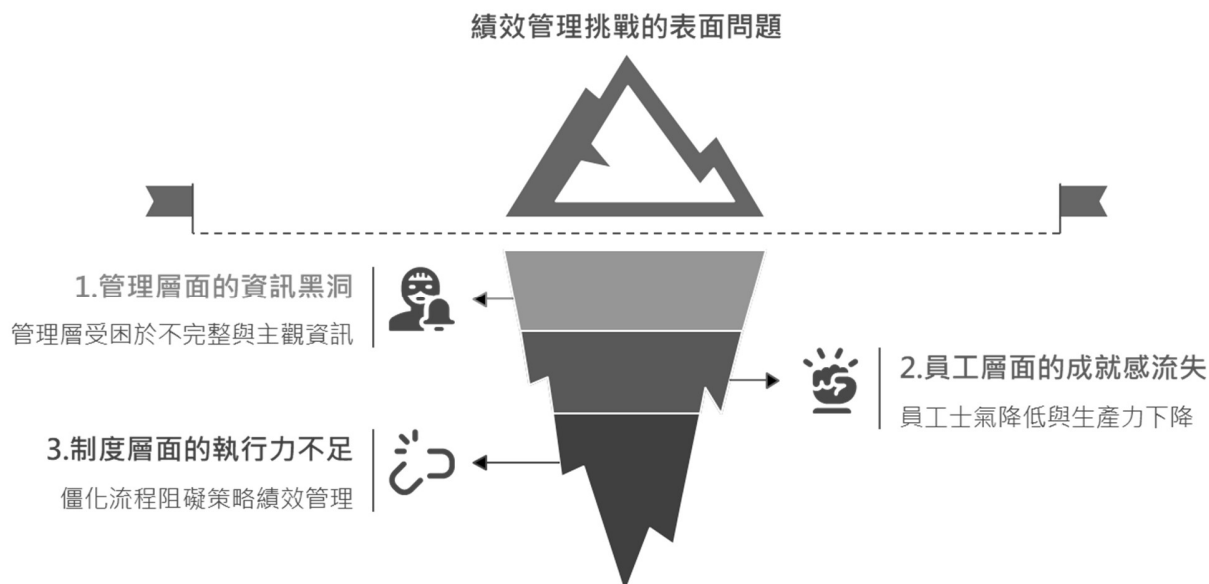 績效管理挑戰的表面問題
1.管理層面的資訊黑洞
管理層受困於不完整與主觀資訊
2.員工層面的成就感流失
員工士氣降低與生產力下降
3.制度層面的執行力不足
僵化流程阻礙策略績效管理